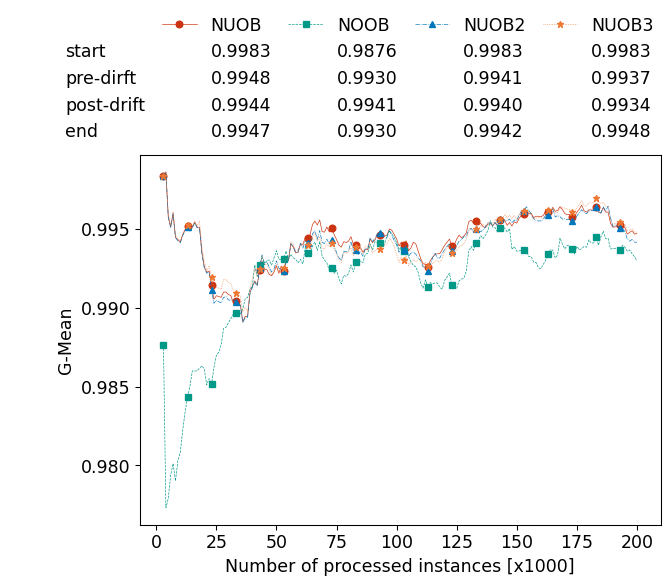 NUOB NOOB NUOB2 NUOB3
start 0.9983 0.9876 0.9983 0.9983
pre-dirft 0.9948 0.9930 0.9941 0.9937
post-drift 0.9944 0.9941 0.9940 0.9934
end 0.9947 0.9930 0.9942 0.9948
0.995
0.990
0.985
0.980
G-Mean
0 25 50 75 100 125 150 175 200
Number of processed instances [x1000]